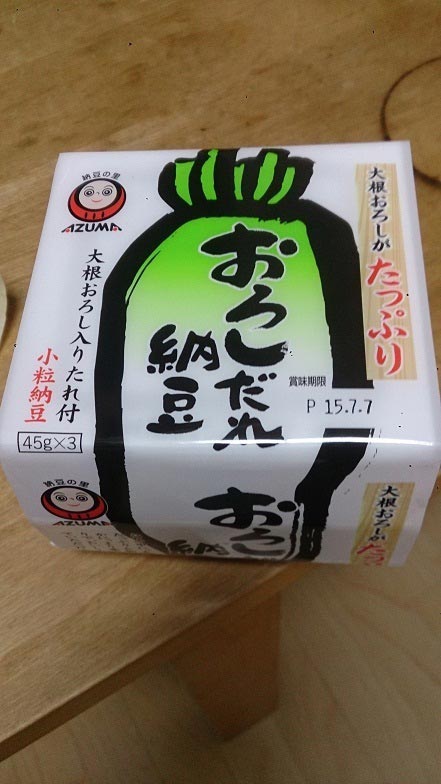 納豆の里
AZUMA
大根おろし入りたれ付
小粒納豆
45g×3
おろしだれ
納豆
大根おろしが
たっぷり
賞味期限
P 15.7.7
納豆の里
AZUMA
おろし
納
大根おろしが
たっ